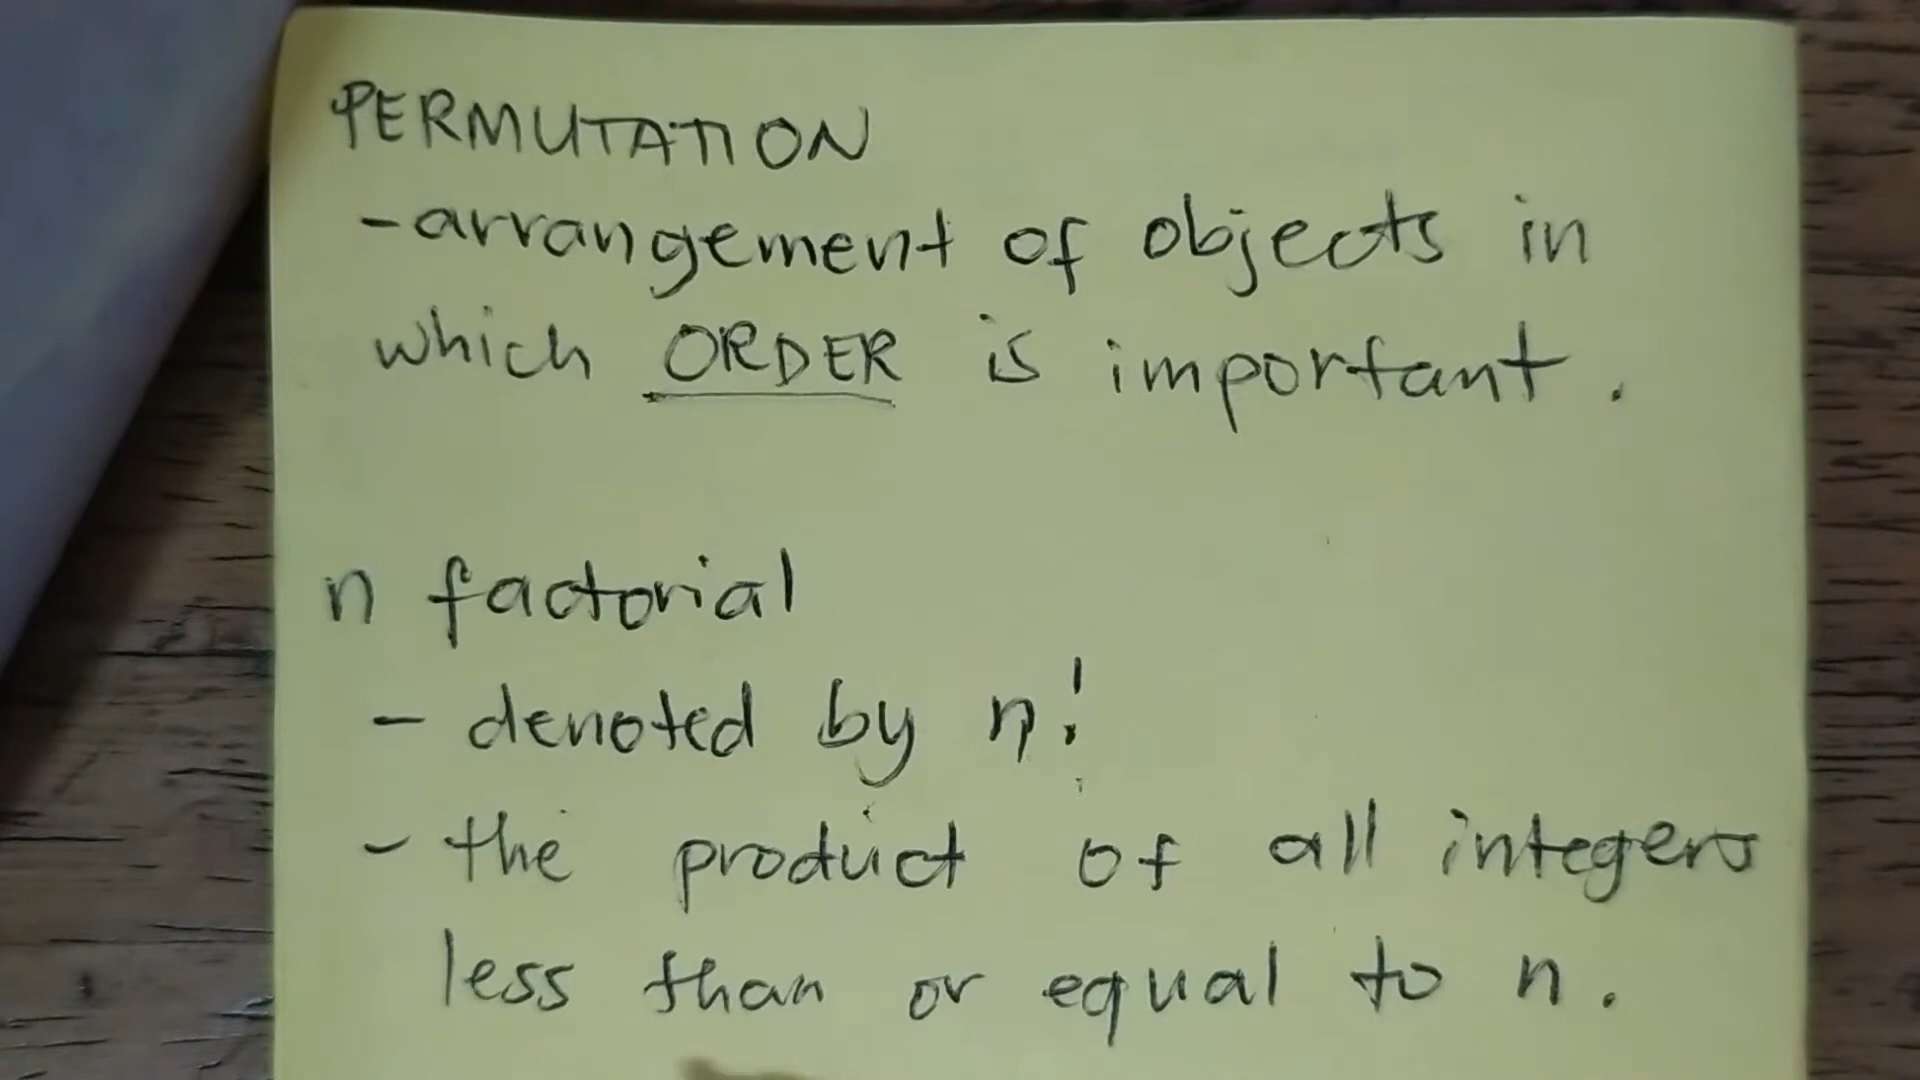 PERMUTATION
-arrangement of objects in
which ORDER is important.
n factorial
- denoted by n!
- the product of all integers
less than or equal to n.